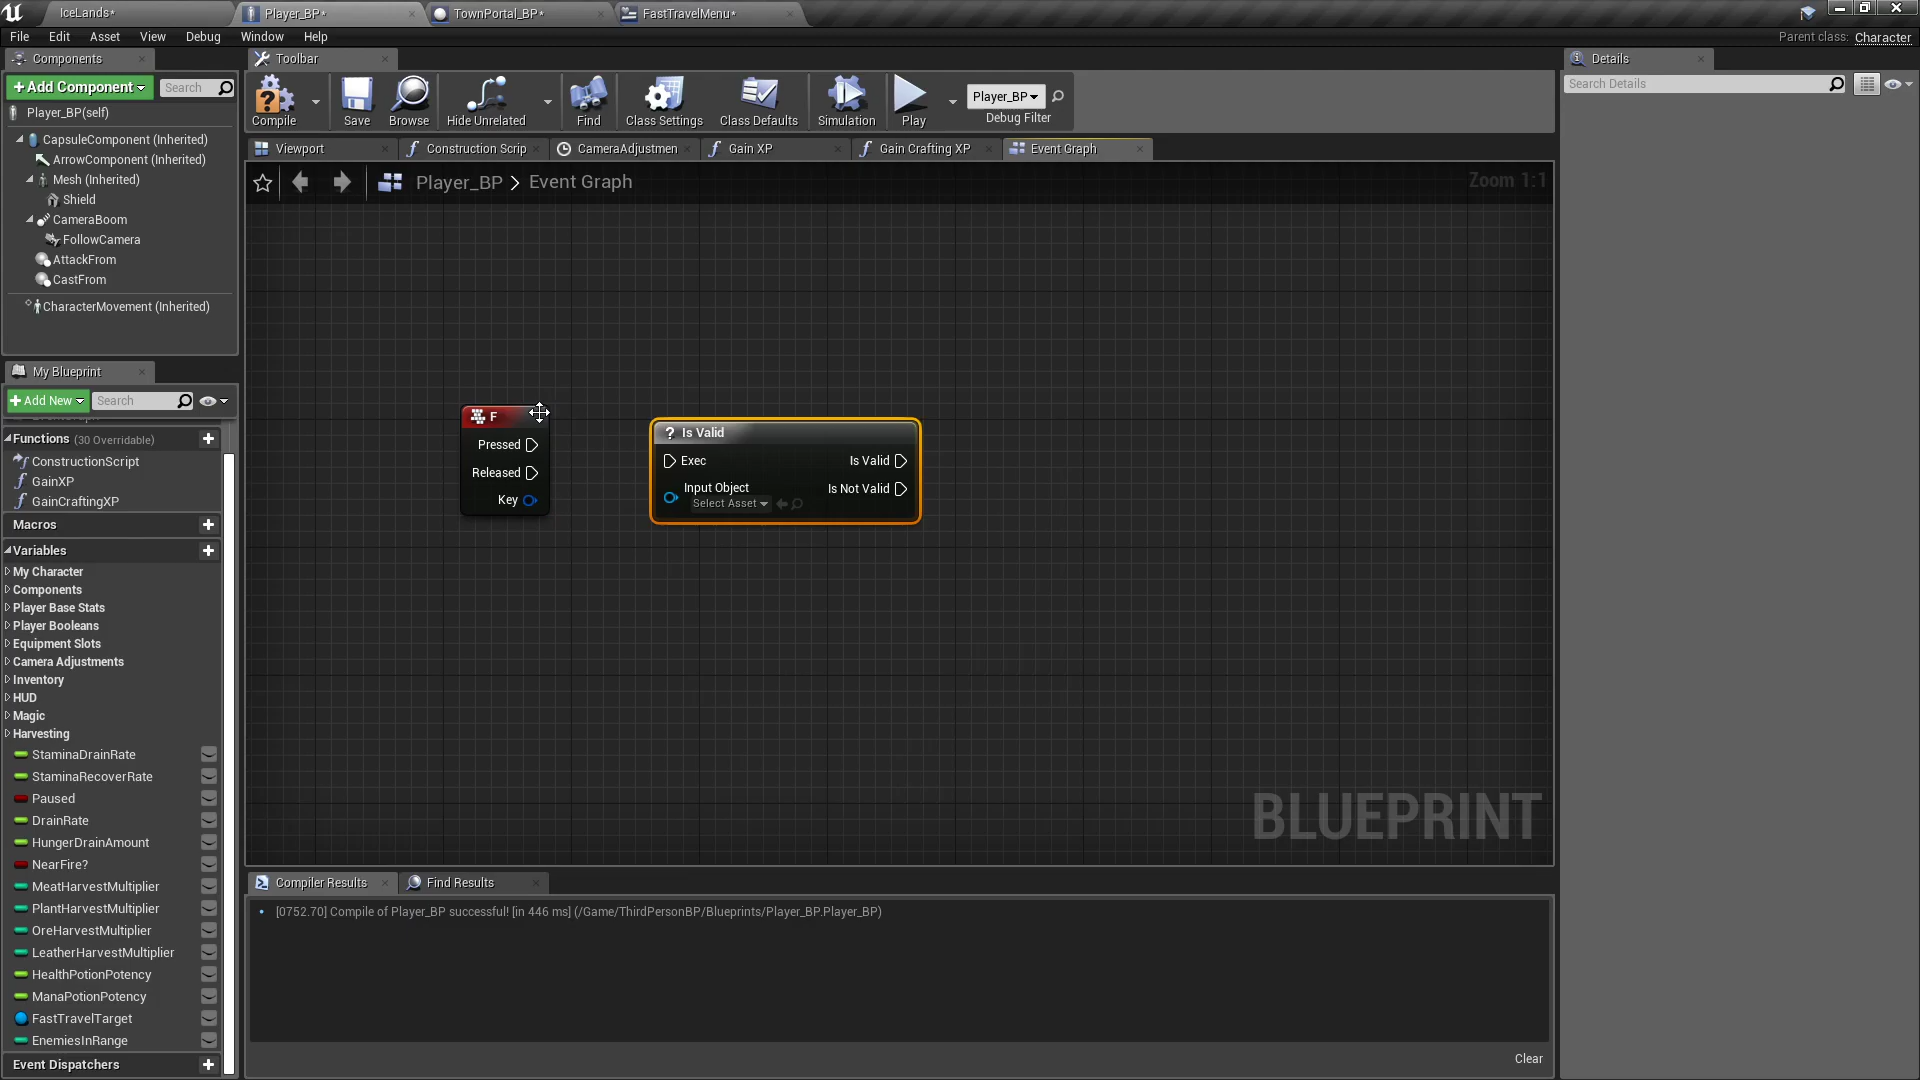 IceLands*
Player_BP*
TownPortal_BP*
FastTravelMenu*
File Edit Asset View Debug Window Help
Parent class: Character
Components
Toolbar
Details
+Add Component
Search
Compile
Save
Browse
Hide Unrelated
Find
Class Settings
Class Defaults
Simulation
Play
Player_BP
Debug Filter
Search Details
Player_BP(self)
CapsuleComponent (Inherited)
ArrowComponent (Inherited)
Mesh (Inherited)
Shield
CameraBoom
FollowCamera
AttackFrom
CastFrom
CharacterMovement (Inherited)
Viewport
Construction Scrip
CameraAdjustmen
Gain XP
Gain Crafting XP
Event Graph
Player_BP > Event Graph
Zoom 1:1
My Blueprint
+Add New
Search
Functions (30 Overridable)
ConstructionScript
GainXP
GainCraftingXP
Macros
Variables
My Character
Components
Player Base Stats
Player Booleans
Equipment Slots
Camera Adjustments
Inventory
HUD
Magic
Harvesting
StaminaDrainRate
StaminaRecoverRate
Paused
DrainRate
HungerDrainAmount
NearFire?
MeatHarvestMultiplier
PlantHarvestMultiplier
OreHarvestMultiplier
LeatherHarvestMultiplier
HealthPotionPotency
ManaPotionPotency
FastTravelTarget
EnemiesInRange
Event Dispatchers
F
Pressed
Released
Key
? Is Valid
Exec
Is Valid
Input Object
Is Not Valid
Select Asset
BLUEPRINT
Compiler Results
Find Results
[0752.70] Compile of Player_BP successful! [in 446 ms] (/Game/ThirdPersonBP/Blueprints/Player_BP.Player_BP)
Clear